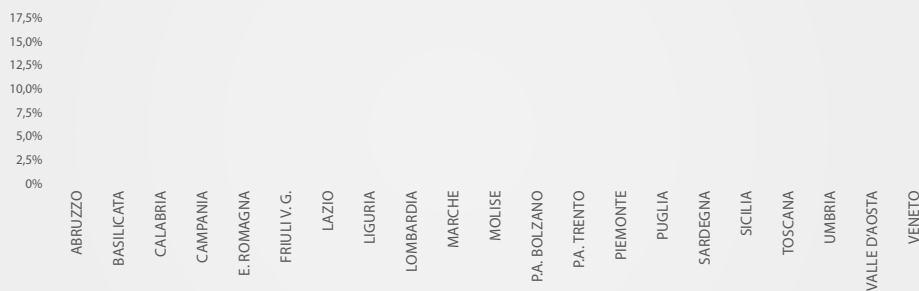 17,5%
15,0%
12,5%
10,0%
7,5%
5,0%
2,5%
0%
ABRUZZO
BASILICATA
CALABRIA
CAMPANIA
E. ROMAGNA
FRIULI V. G.
LAZIO
LIGURIA
LOMBARDIA
MARCHE
MOLISE
P.A. BOLZANO
P.A. TRENTO
PIEMONTE
PUGLIA
SARDEGNA
SICILIA
TOSCANA
UMBRIA
VALLE D'AOSTA
VENETO